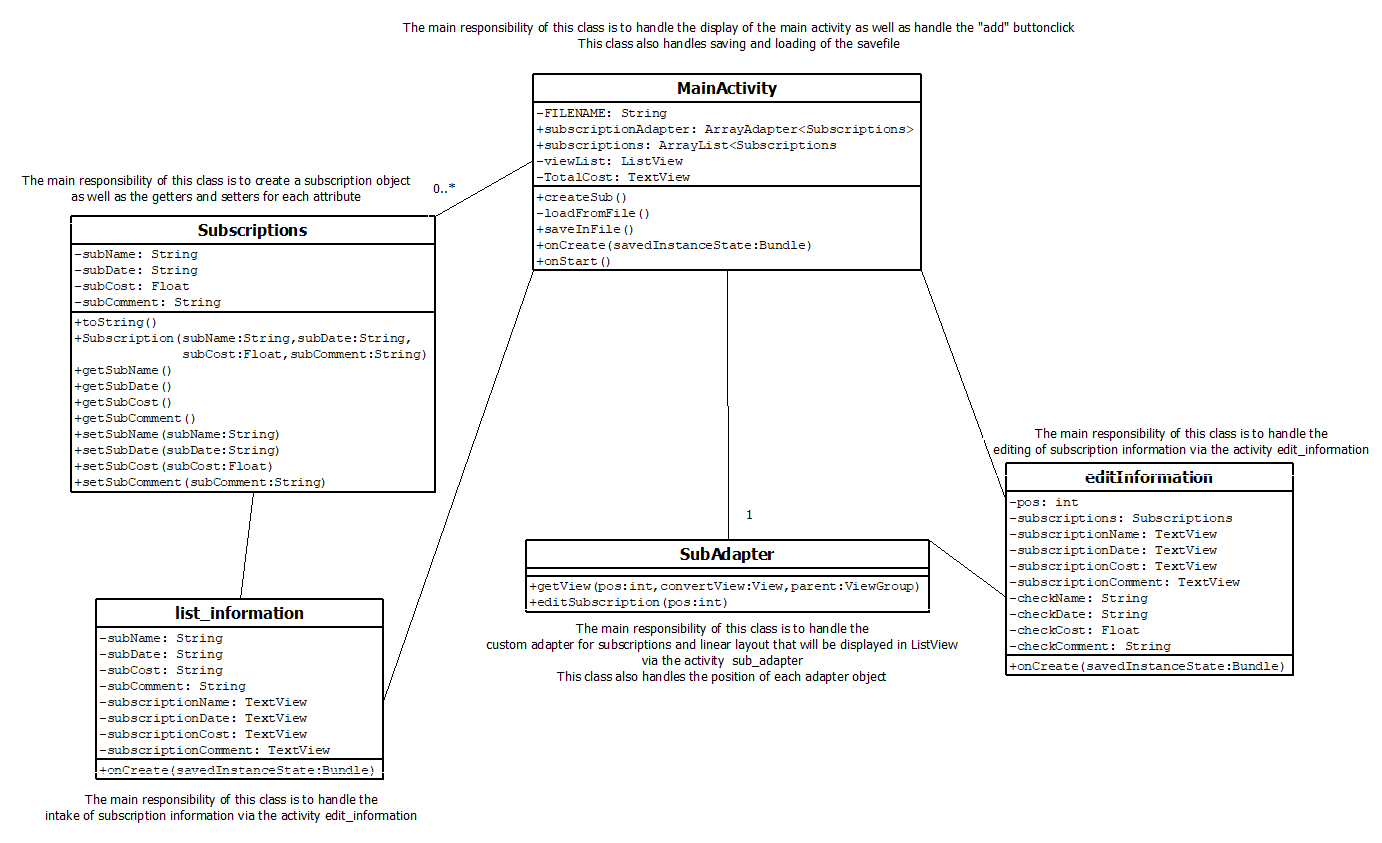 The main responsibility of this class is to handle the display of the main activity as well as handle the "add" buttonclick
This class also handles saving and loading of the savefile
MainActivity
-FILENAME: String
+subscriptionAdapter: ArrayAdapter<Subscriptions>
+subscriptions: ArrayList<Subscriptions
-viewList: ListView
-TotalCost: TextView
+createSub()
-loadFromFile()
+saveInFile()
+onCreate(savedInstanceState:Bundle)
+onStart()
The main responsibility of this class is to create a subscription object
as well as the getters and setters for each attribute
0..*
Subscriptions
-subName: String
-subDate: String
-subCost: Float
-subComment: String
+toString()
+Subscription(subName:String,subDate:String,
subCost:Float,subComment:String)
+getSubName()
+getSubDate()
+getSubCost()
+getSubComment()
+setSubName(subName:String)
+setSubDate(subDate:String)
+setSubCost(subCost:Float)
+setSubComment(subComment:String)
The main responsibility of this class is to handle the
editing of subscription information via the activity edit_information
editInformation
-pos: int
-subscriptions: Subscriptions
-subscriptionName: TextView
-subscriptionDate: TextView
-subscriptionCost: TextView
-subscriptionComment: TextView
-checkName: String
-checkDate: String
-checkCost: Float
-checkComment: String
+onCreate(savedInstanceState:Bundle)
1
SubAdapter
+getView(pos:int,convertView:View,parent:ViewGroup)
+editSubscription(pos:int)
The main responsibility of this class is to handle the
custom adapter for subscriptions and linear layout that will be displayed in ListView
via the activity sub_adapter
This class also handles the position of each adapter object
list_information
-subName: String
-subDate: String
-subCost: String
-subComment: String
-subscriptionName: TextView
-subscriptionDate: TextView
-subscriptionCost: TextView
-subscriptionComment: TextView
+onCreate(savedInstanceState:Bundle)
The main responsibility of this class is to handle the
intake of subscription information via the activity edit_information